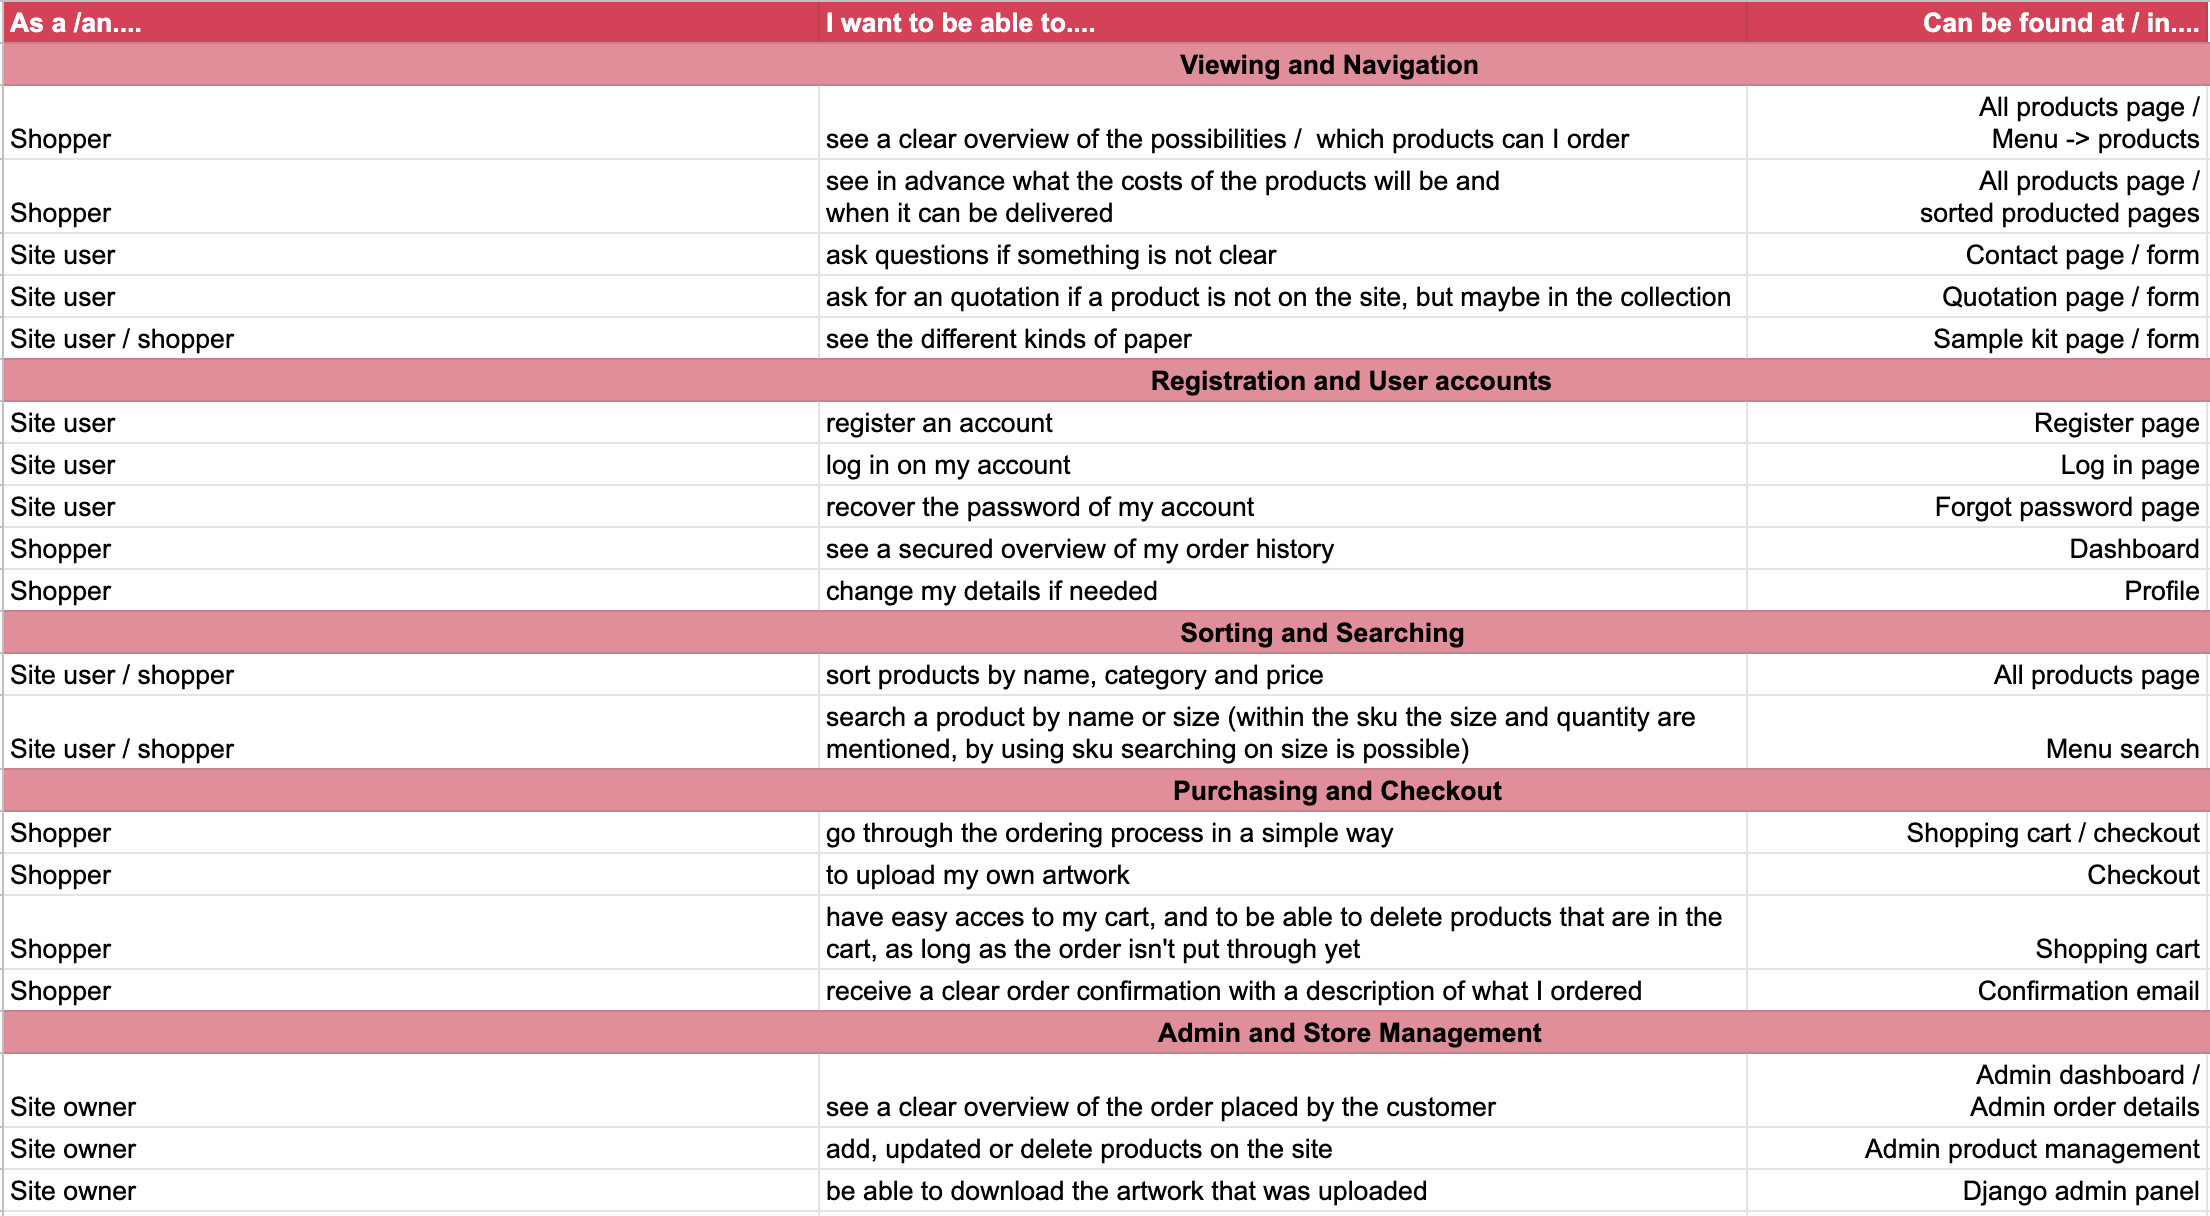 As a /an.... I want to be able to.... Can be found at / in....
Viewing and Navigation
All products page /
Shopper see a clear overview of the possibilities /  which products can I order Menu -> products
see in advance what the costs of the products will be and All products page /
Shopper when it can be delivered sorted producted pages
Site user ask questions if something is not clear Contact page / form
Site user ask for an quotation if a product is not on the site, but maybe in the collection Quotation page / form
Site user / shopper see the different kinds of paper Sample kit page / form
Registration and User accounts
Site user register an account Register page
Site user log in on my account Log in page
Site user recover the password of my account Forgot password page
Shopper see a secured overview of my order history Dashboard
Shopper change my details if needed Profile
Sorting and Searching
Site user / shopper sort products by name, category and price All products page
search a product by name or size (within the sku the size and quantity are
Site user / shopper mentioned, by using sku searching on size is possible) Menu search
Purchasing and Checkout
Shopper go through the ordering process in a simple way Shopping cart / checkout
Shopper to upload my own artwork Checkout
have easy acces to my cart, and to be able to delete products that are in the
Shopper cart, as long as the order isn't put through yet Shopping cart
Shopper receive a clear order confirmation with a description of what I ordered Confirmation email
Admin and Store Management
Admin dashboard /
Site owner see a clear overview of the order placed by the customer Admin order details
Site owner add, updated or delete products on the site Admin product management
Site owner be able to download the artwork that was uploaded Django admin panel